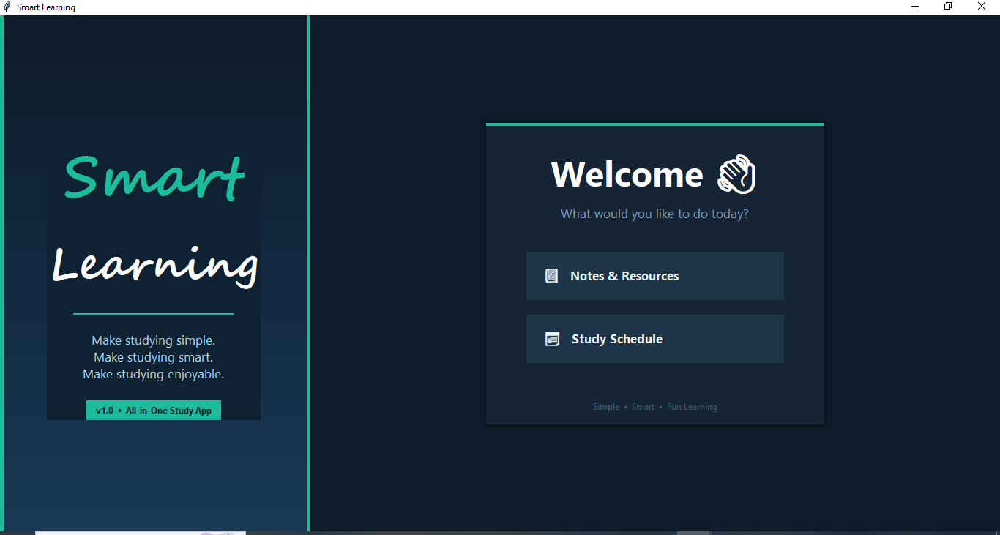 Smart Learning
Smart
Learning
Make studying simple.
Make studying smart.
Make studying enjoyable.
v1.0 • All-in-One Study App
Welcome 👋
What would you like to do today?
Notes & Resources
Study Schedule
Simple • Smart • Fun Learning